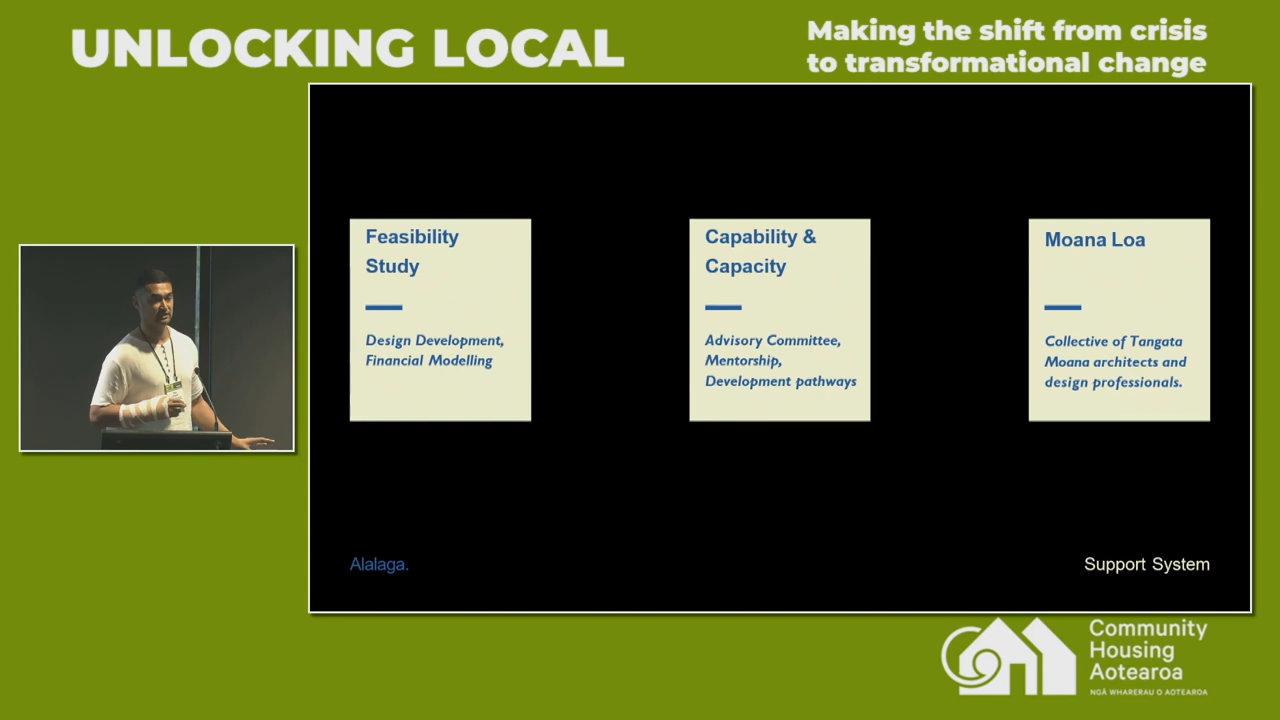 UNLOCKING LOCAL
Making the shift from crisis
to transformational change
Feasibility
Study
Design Development,
Financial Modelling
Capability &
Capacity
Advisory Committee,
Mentorship,
Development pathways
Moana Loa
Collective of Tangata
Moana architects and
design professionals.
Alalaga.
Support System
Community
Housing
Aotearoa
NGĀ WHARERAU O AOTEAROA